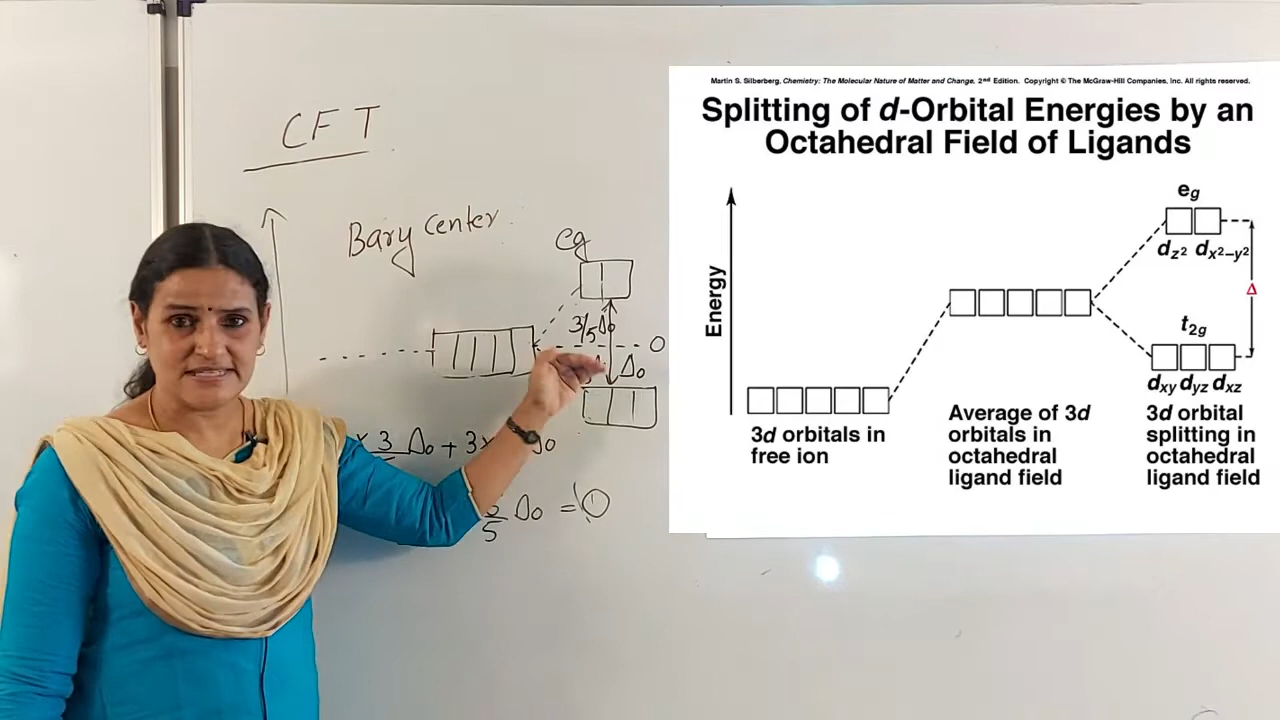 CFT
Bary center
eg
3/5 Δo
0
Δo
3 Δo + 3x
o
5 Δo = 0
Martin S. Silberberg, Chemistry: The Molecular Nature of Matter and Change, 2nd Edition. Copyright © The McGraw-Hill Companies, Inc. All rights reserved.
Splitting of d-Orbital Energies by an
Octahedral Field of Ligands
Energy
eg
dz² dx²−y²
Δ
t2g
dxy dyz dxz
3d orbitals in
free ion
Average of 3d
orbitals in
octahedral
ligand field
3d orbital
splitting in
octahedral
ligand field